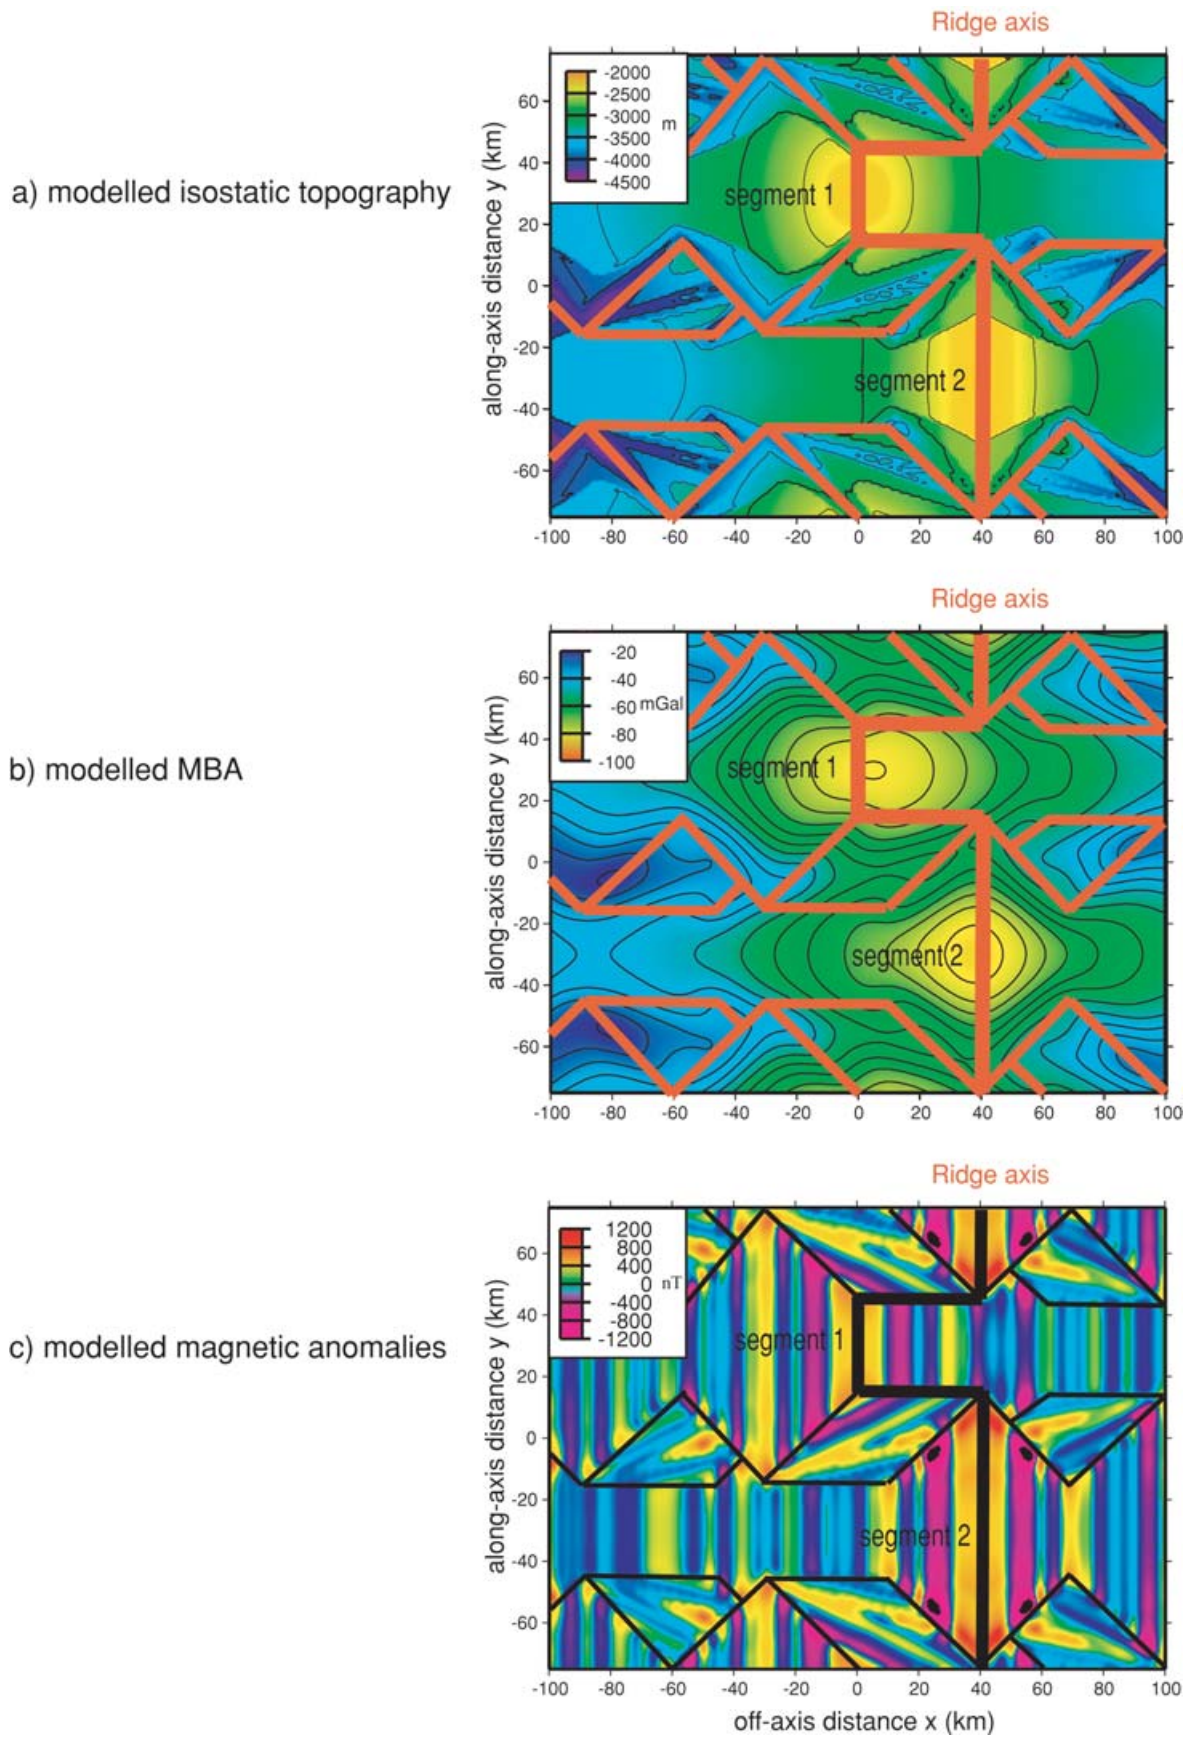 Ridge axis
-2000
-2500
-3000 m
-3500
-4000
-4500
60
40
20
0
-20
-40
-60
along-axis distance y (km)
a) modelled isostatic topography
segment 1
segment 2
-100 -80 -60 -40 -20 0 20 40 60 80 100
Ridge axis
-20
-40
-60 mGal
-80
-100
60
40
20
0
-20
-40
-60
along-axis distance y (km)
b) modelled MBA
segment 1
segment 2
-100 -80 -60 -40 -20 0 20 40 60 80 100
Ridge axis
1200
800
400
0 nT
-400
-800
-1200
60
40
20
0
-20
-40
-60
along-axis distance y (km)
c) modelled magnetic anomalies
segment 1
segment 2
-100 -80 -60 -40 -20 0 20 40 60 80 100
off-axis distance x (km)